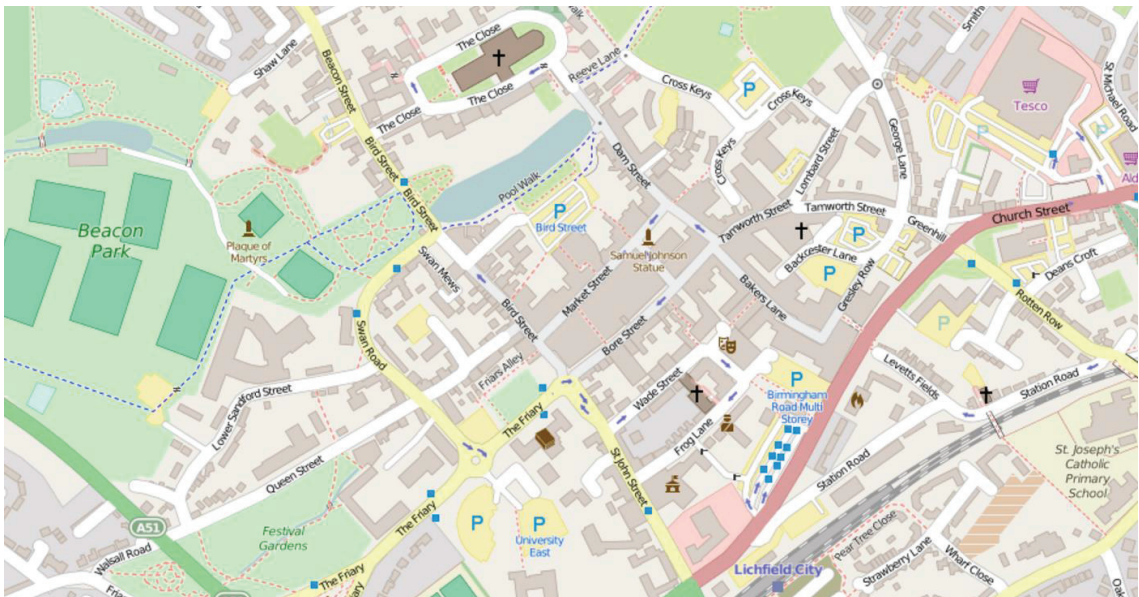 Shaw Lane
Beacon Street
The Close
The Close
The Close
Reeve Lane
Cross Keys
Cross Keys
Cross Keys
P
Smith
St Michael Road
Tesco
P
P
Ald
George Lane
Lombard Street
Bird Street
Bird Street
Pool Walk
Dam Street
P
Bird Street
Beacon
Park
Plaque of
Martyrs
Swan Mews
Samuel Johnson
Statue
Tamworth Street
Tamworth Street
Greenhill
Church Street
P
Backcester Lane
P
Gresley Row
Deans Croft
Rotten Row
P
Bakers Lane
Market Street
Bore Street
Bird Street
Swan Road
Friars Alley
Lower Sandford Street
The Friary
Wade Street
Frog Lane
P
Birmingham
Road Multi
Storey
Levetts Fields
Station Road
Station Road
St. Joseph's
Catholic
Primary
School
Queen Street
St John Street
The Friary
P
P
University
East
Festival
Gardens
A51
Walsall Road
The Friary
Lichfield City
Pear Tree Close
Strawberry Lane
Wharf Close